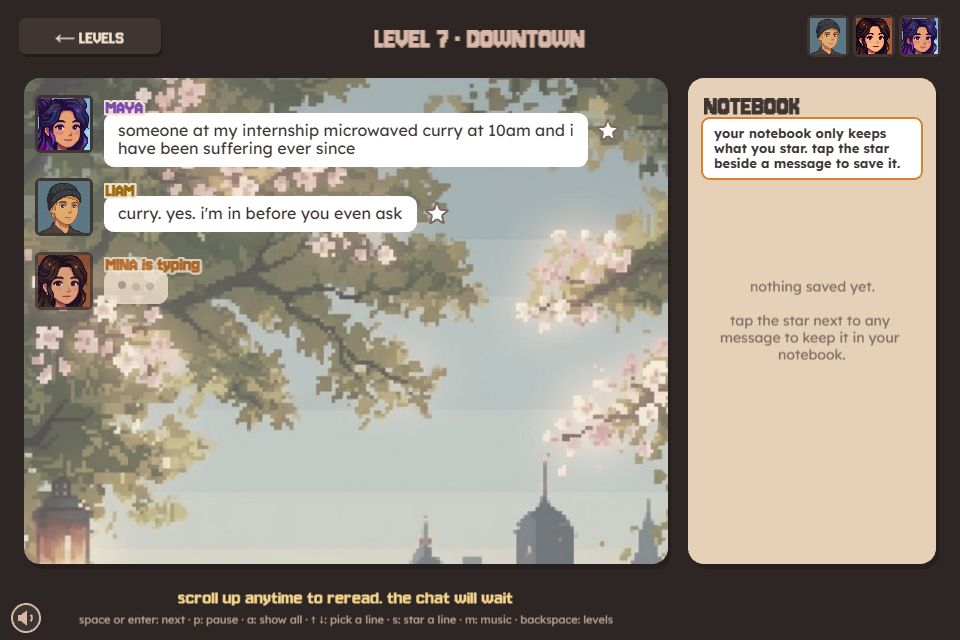 ← LEVELS
LEVEL 7 · DOWNTOWN
MAYA
someone at my internship microwaved curry at 10am and i
have been suffering ever since
LIAM
curry. yes. i'm in before you even ask
MINA is typing
NOTEBOOK
your notebook only keeps
what you star. tap the star
beside a message to save it.
nothing saved yet.
tap the star next to any
message to keep it in your
notebook.
scroll up anytime to reread. the chat will wait
space or enter: next · p: pause · a: show all · ↑ ↓: pick a line · s: star a line · m: music · backspace: levels